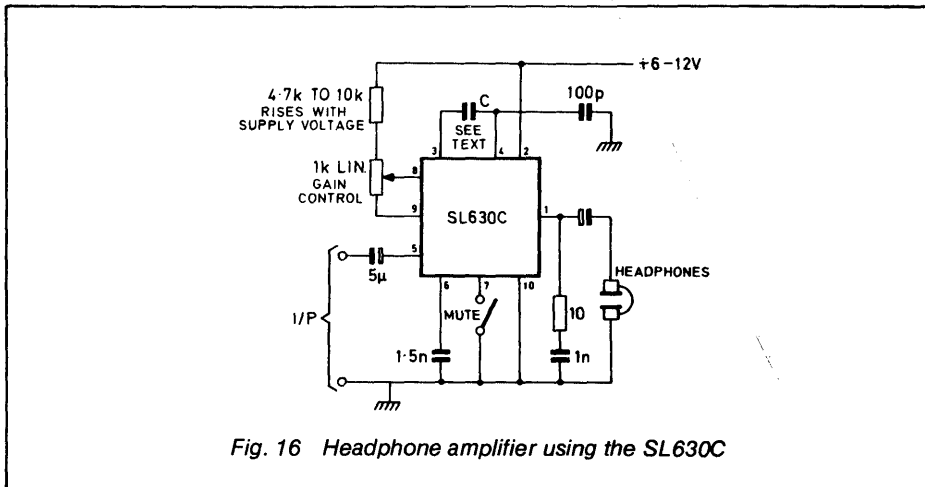 +6-12V
4·7k TO 10k
RISES WITH
SUPPLY VOLTAGE
C
SEE
TEXT
100p
3
4
2
1k LIN.
GAIN
CONTROL
8
9
SL630C
1
5
5µ
HEADPHONES
I/P
6
7
10
MUTE
10
1·5n
1n
Fig. 16 Headphone amplifier using the SL630C